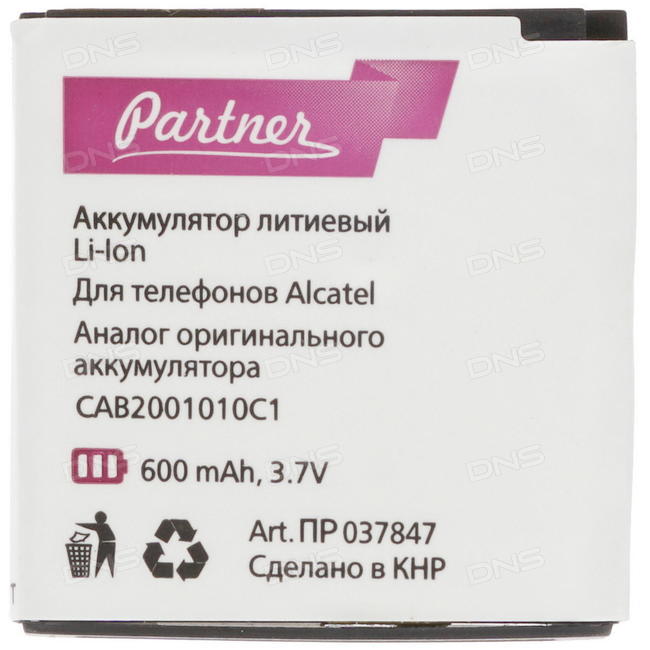 Partner
Аккумулятор литиевый
Li-Ion
Для телефонов Alcatel
Аналог оригинального
аккумулятора
CAB2001010C1
600 mAh, 3.7V
Art. ПР 037847
Сделано в КНР
DNS